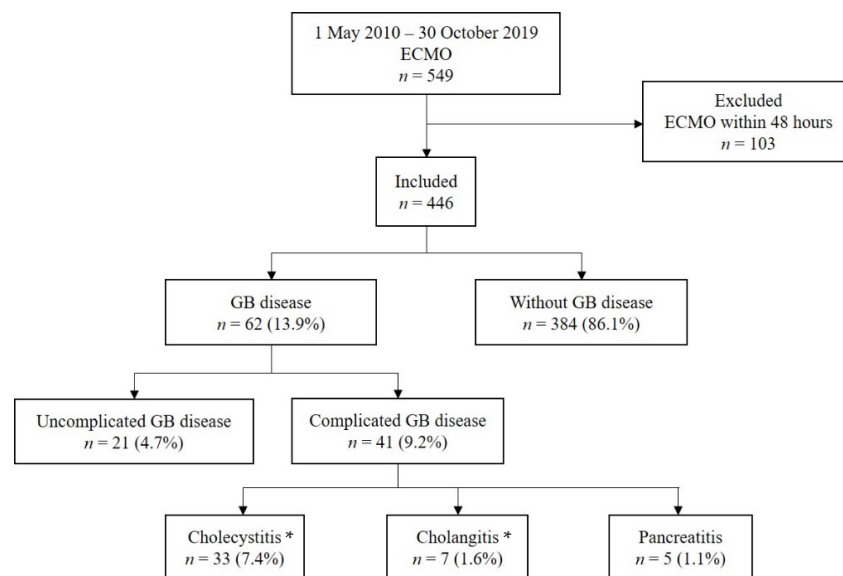 1 May 2010 – 30 October 2019
ECMO
n = 549
Excluded
ECMO within 48 hours
n = 103
Included
n = 446
GB disease
n = 62 (13.9%)
Without GB disease
n = 384 (86.1%)
Uncomplicated GB disease
n = 21 (4.7%)
Complicated GB disease
n = 41 (9.2%)
Cholecystitis *
n = 33 (7.4%)
Cholangitis *
n = 7 (1.6%)
Pancreatitis
n = 5 (1.1%)